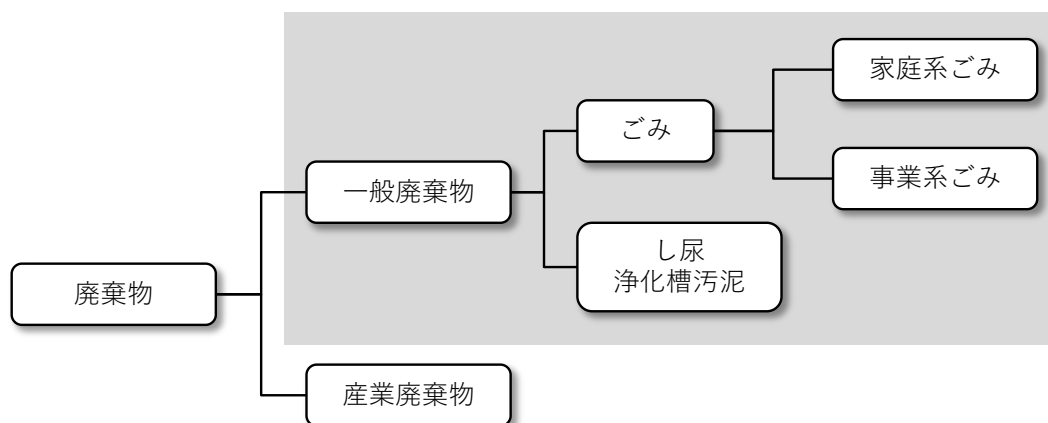 家庭系ごみ
ごみ
事業系ごみ
一般廃棄物
し尿
浄化槽汚泥
廃棄物
産業廃棄物